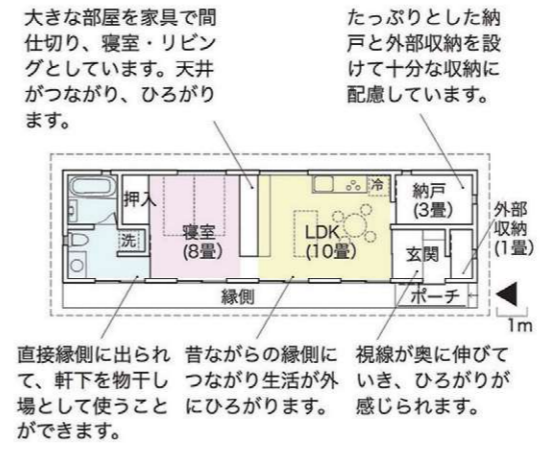 大きな部屋を家具で間
仕切り、寝室・リビン
グとしています。天井
がつながり、ひろがり
ます。
たっぷりとした納
戸と外部収納を設
けて十分な収納に
配慮しています。
押入
洗
寝室
(8畳)
LDK
(10畳)
冷
納戸
(3畳)
玄関
外部
収納
(1畳)
縁側
ポーチ
1m
直接縁側に出られ
て、軒下を物干し
場として使うこと
ができます。
昔ながらの縁側に
つながり生活が外
にひろがります。
視線が奥に伸びて
いき、ひろがりが
感じられます。